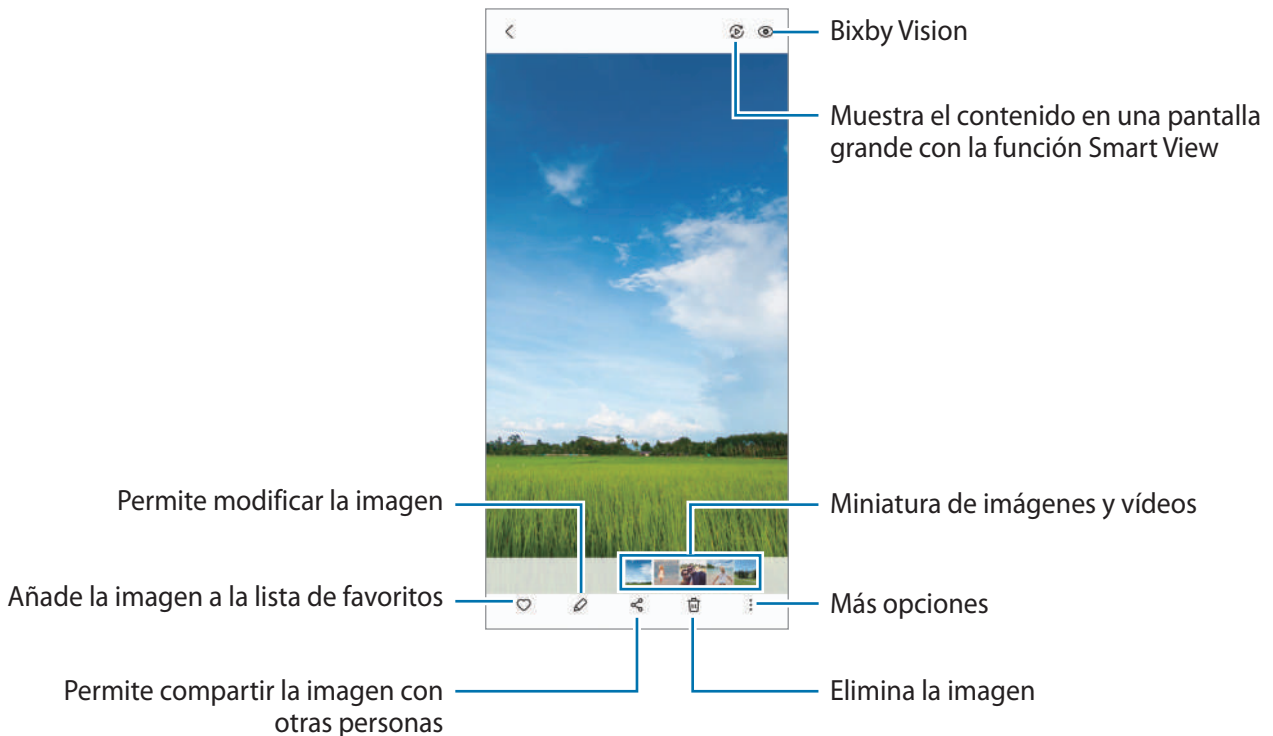 Bixby Vision
Muestra el contenido en una pantalla
grande con la función Smart View
Permite modificar la imagen
Miniatura de imágenes y vídeos
Añade la imagen a la lista de favoritos
Más opciones
Permite compartir la imagen con
otras personas
Elimina la imagen